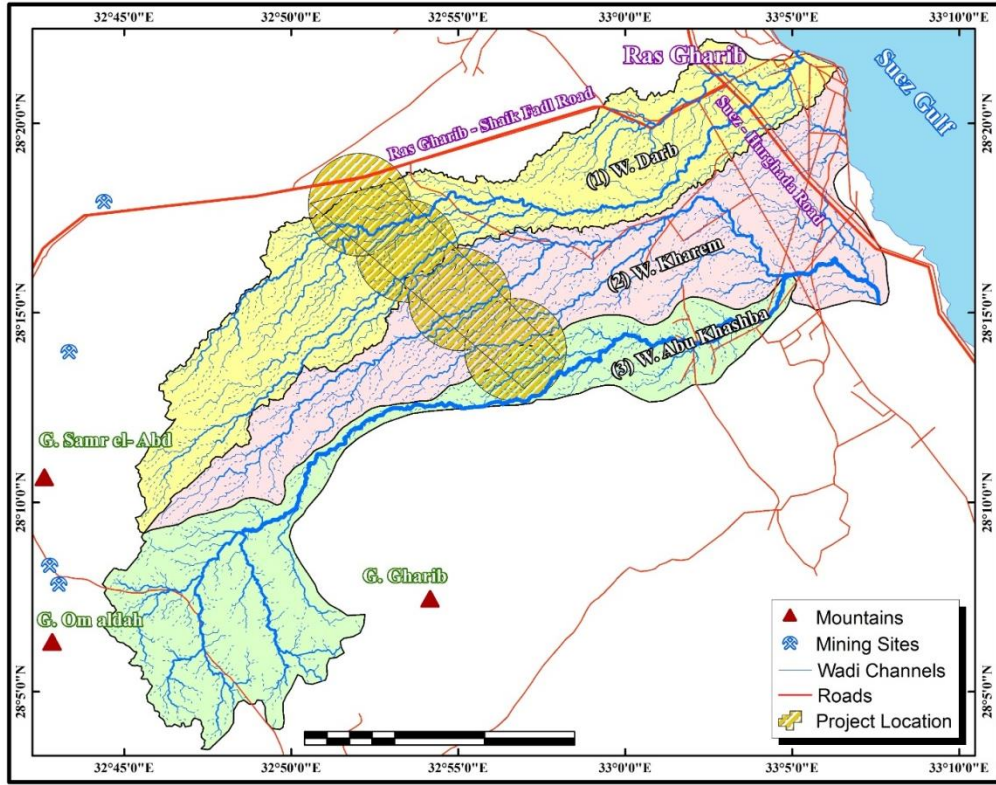 32°45'0"E
32°50'0"E
32°55'0"E
33°0'0"E
33°5'0"E
33°10'0"E
28°20'0"N
28°15'0"N
28°10'0"N
28°5'0"N
28°20'0"N
28°15'0"N
28°10'0"N
28°5'0"N
Ras Gharib
Suez Gulf
Ras Gharib - Shaik Fadl Road
Suez - Hurghada Road
(1) W. Darb
(2) W. Kharem
(3) W. Abu Khashba
G. Samr el-Abd
G. Gharib
G. Om aldah
Mountains
Mining Sites
Wadi Channels
Roads
Project Location
32°45'0"E
32°50'0"E
32°55'0"E
33°0'0"E
33°5'0"E
33°10'0"E